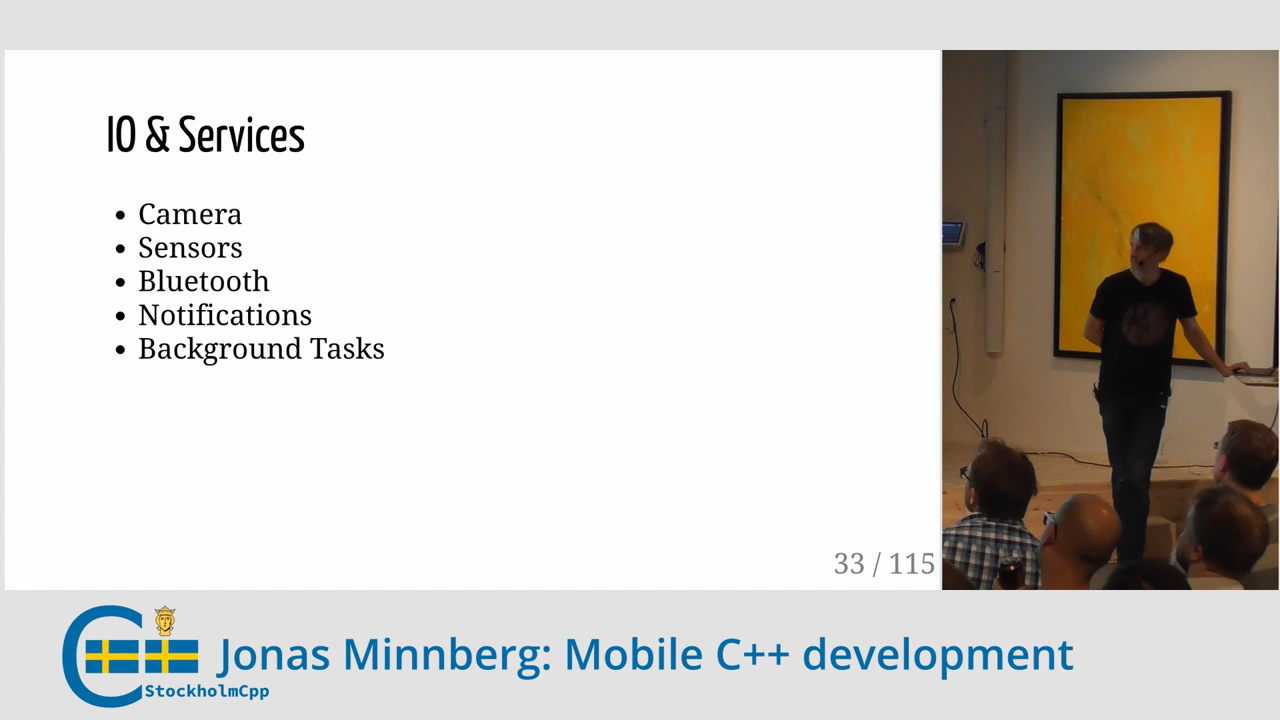 IO & Services
• Camera
• Sensors
• Bluetooth
• Notifications
• Background Tasks
33 / 115
Jonas Minnberg: Mobile C++ development
C++
StockholmCpp